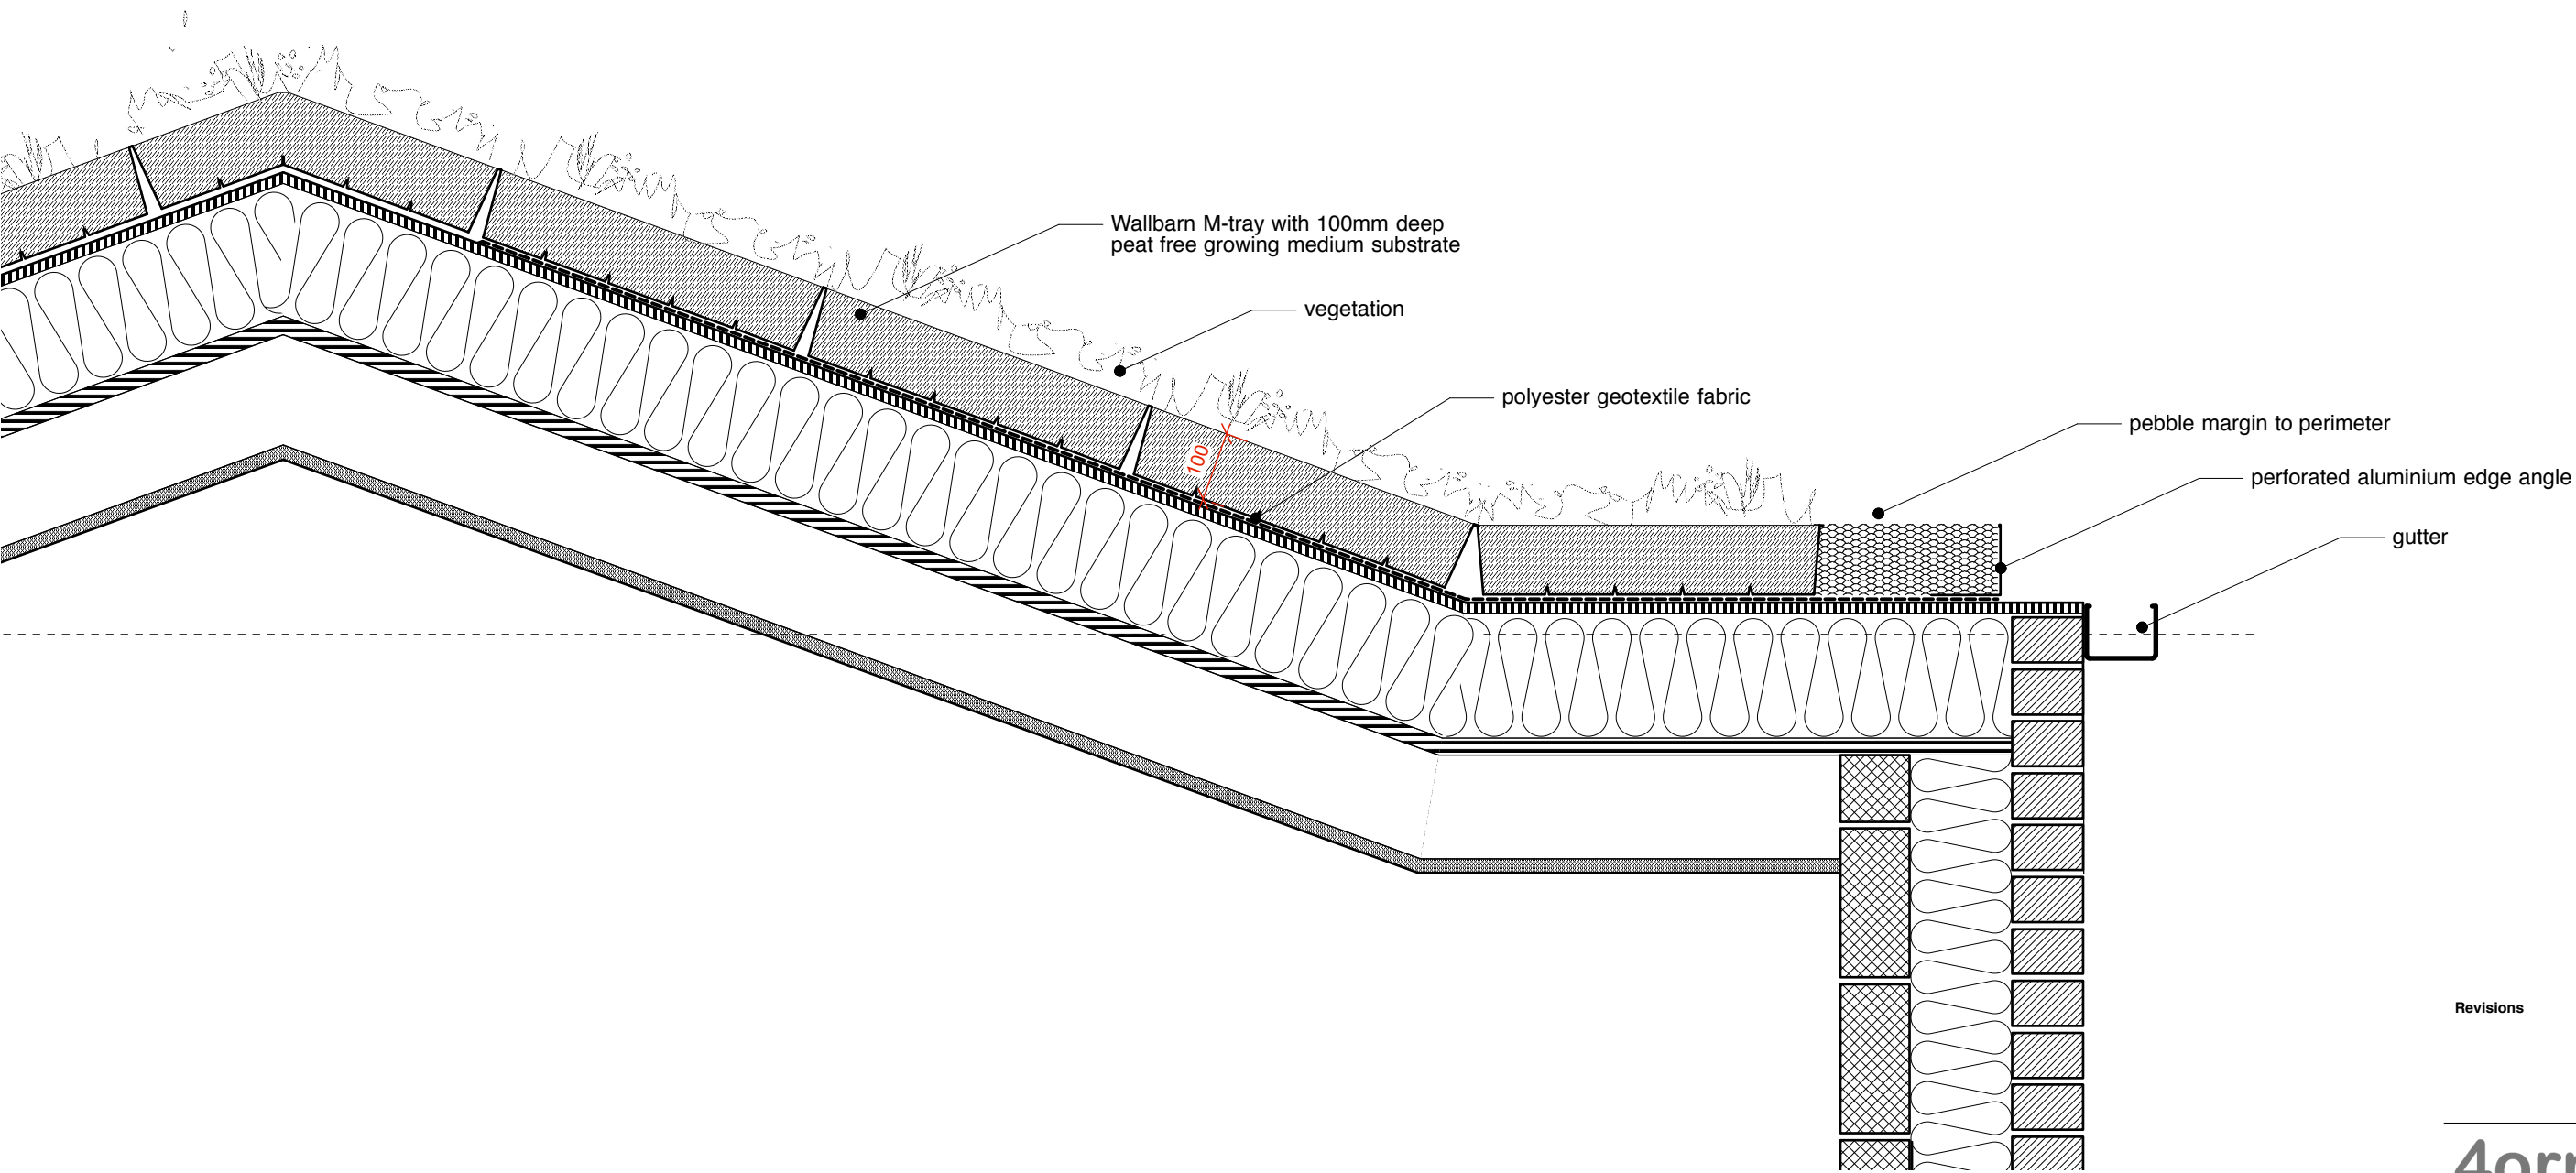 Wallbarn M-tray with 100mm deep
peat free growing medium substrate
vegetation
polyester geotextile fabric
pebble margin to perimeter
perforated aluminium edge angle
gutter
100
Revisions